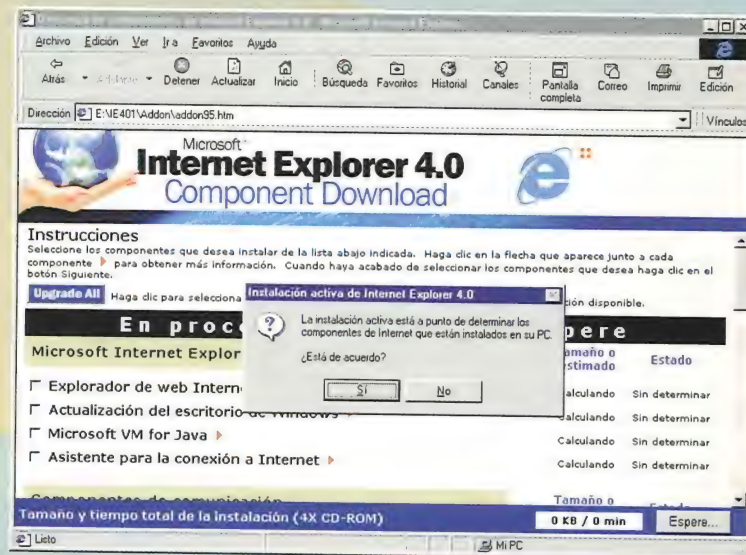 Archivo Edición Ver Ir a Favoritos Ayuda
Atrás Adelante Detener Actualizar Inicio Búsqueda Favoritos Historial Canales Pantalla completa Correo Imprimir Edición
Dirección E:\IE401\Addon\addon95.htm Vínculos
Microsoft
Internet Explorer 4.0
Component Download
Instrucciones
Seleccione los componentes que desea instalar de la lista abajo indicada. Haga clic en la flecha que aparece junto a cada
componente para obtener más información. Cuando haya acabado de seleccionar los componentes que desea haga clic en el
botón Siguiente.
Upgrade All Haga clic para selecciona ción disponible.
Instalación activa de Internet Explorer 4.0
La instalación activa está a punto de determinar los
componentes de Internet que están instalados en su PC.
¿Está de acuerdo?
Sí No
En proc pere
Microsoft Internet Explor amaño o
stimado Estado
Explorador de web Intern alculando Sin determinar
Actualización del escritorio de Windows Calculando Sin determinar
Microsoft VM for Java Calculando Sin determinar
Asistente para la conexión a Internet Calculando Sin determinar
Componentes de comunicación Tamaño o Estado
Tamaño y tiempo total de la instalación (4X CD-ROM) 0 KB / 0 min Espere...
Listo Mi PC